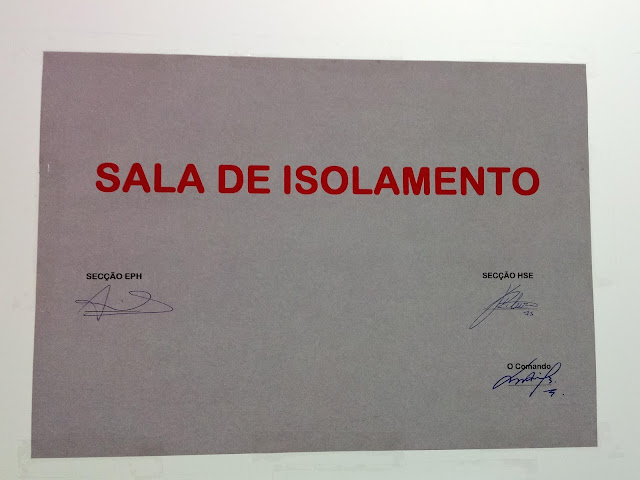 SALA DE ISOLAMENTO
SECÇÃO EPH
SECÇÃO HSE
O Comando